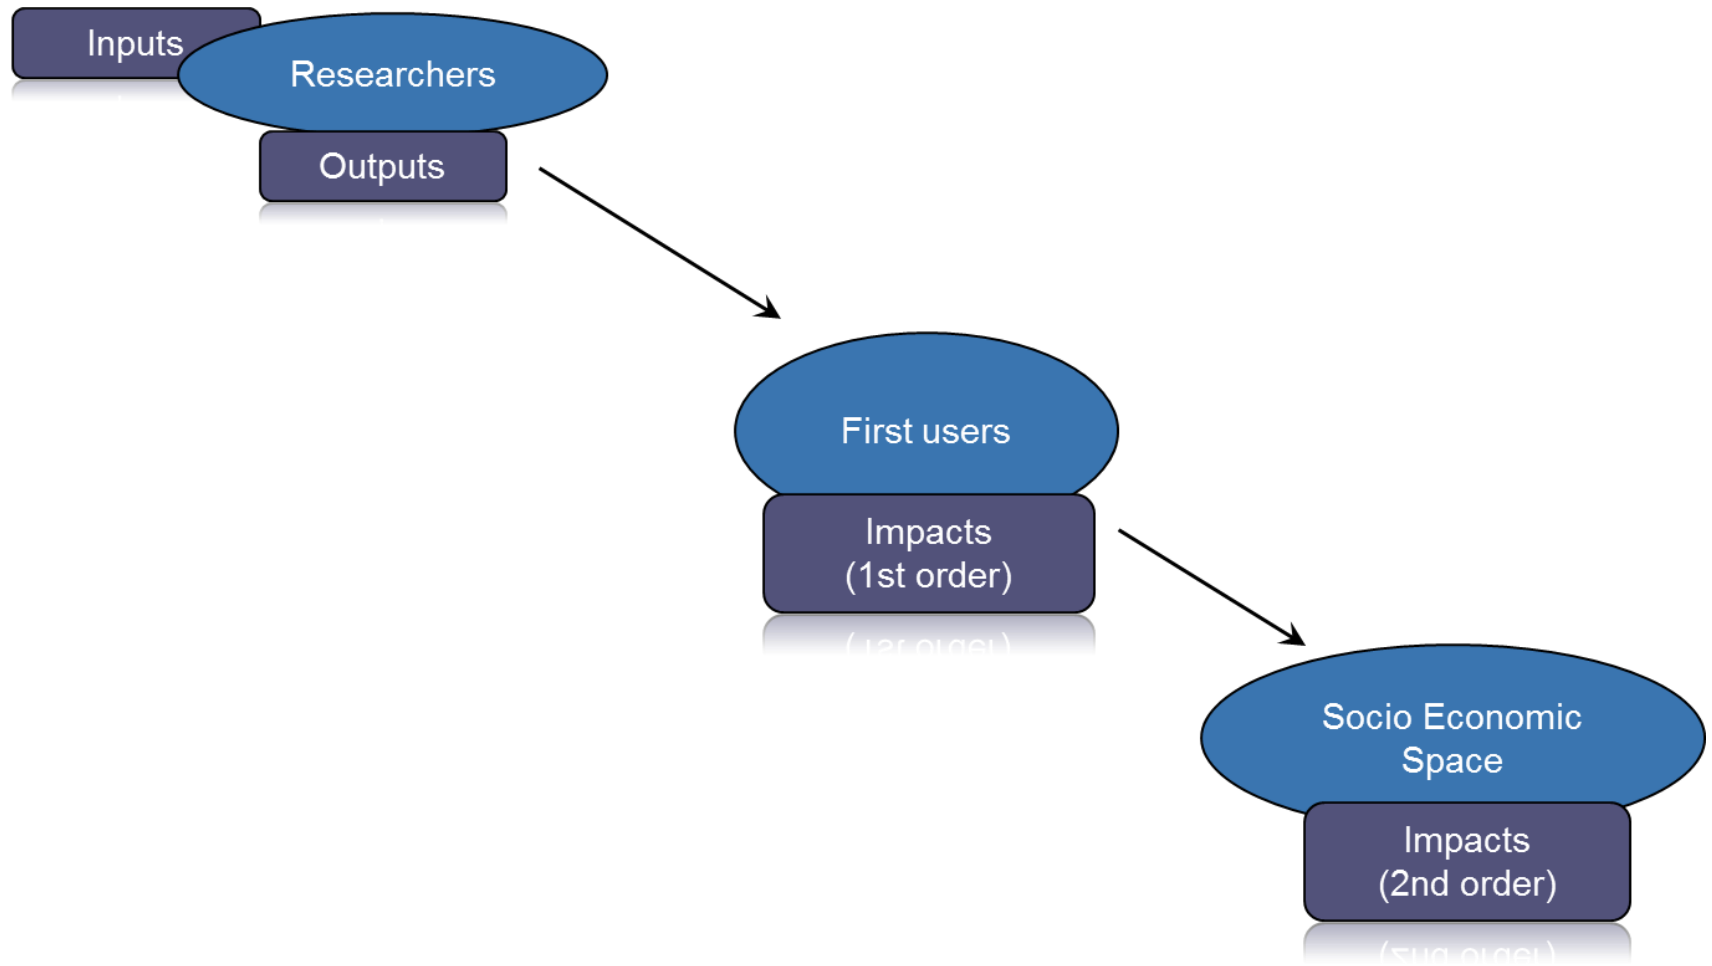 Inputs
Researchers
Outputs
First users
Impacts
(1st order)
Socio Economic
Space
Impacts
(2nd order)